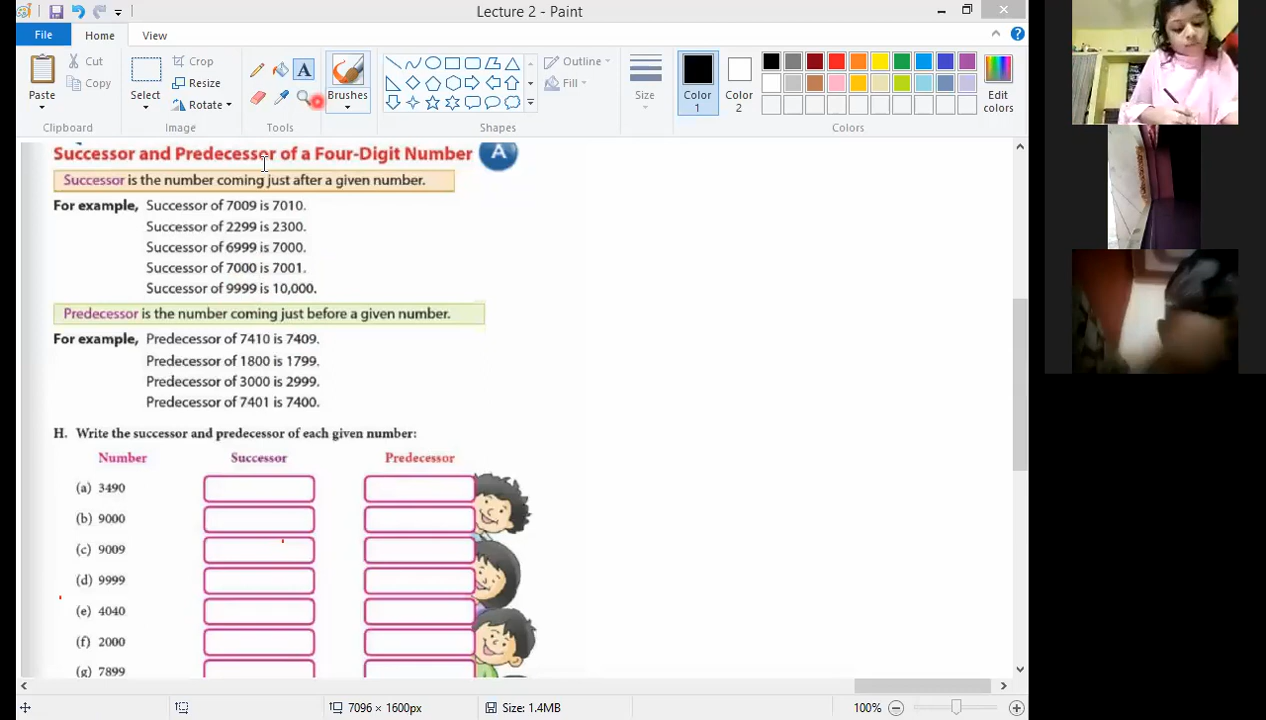 Lecture 2 - Paint
File Home View
Cut
Copy
Paste
Clipboard
Crop
Resize
Rotate
Select
Image
A
Tools
Brushes
Outline
Fill
Shapes
Size
Color 1
Color 2
Edit colors
Colors
Successor and Predecessor of a Four-Digit Number A
Successor is the number coming just after a given number.
For example, Successor of 7009 is 7010.
Successor of 2299 is 2300.
Successor of 6999 is 7000.
Successor of 7000 is 7001.
Successor of 9999 is 10,000.
Predecessor is the number coming just before a given number.
For example, Predecessor of 7410 is 7409.
Predecessor of 1800 is 1799.
Predecessor of 3000 is 2999.
Predecessor of 7401 is 7400.
H. Write the successor and predecessor of each given number:
Number Successor Predecessor
(a) 3490
(b) 9000
(c) 9009
(d) 9999
(e) 4040
(f) 2000
(g) 7899
7096 × 1600px Size: 1.4MB 100%